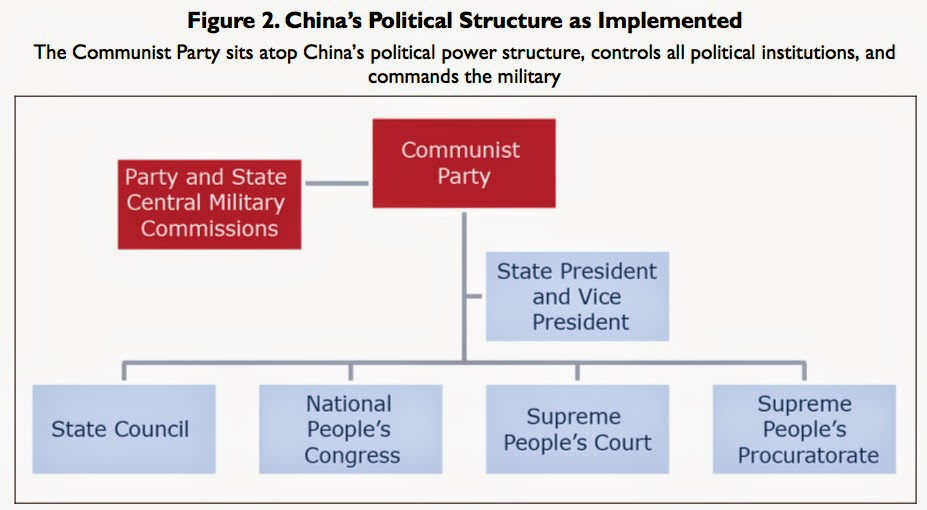 Figure 2. China’s Political Structure as Implemented
The Communist Party sits atop China’s political power structure, controls all political institutions, and
commands the military
Communist
Party
Party and State
Central Military
Commissions
State President
and Vice
President
State Council
National
People’s
Congress
Supreme
People’s Court
Supreme
People’s
Procuratorate